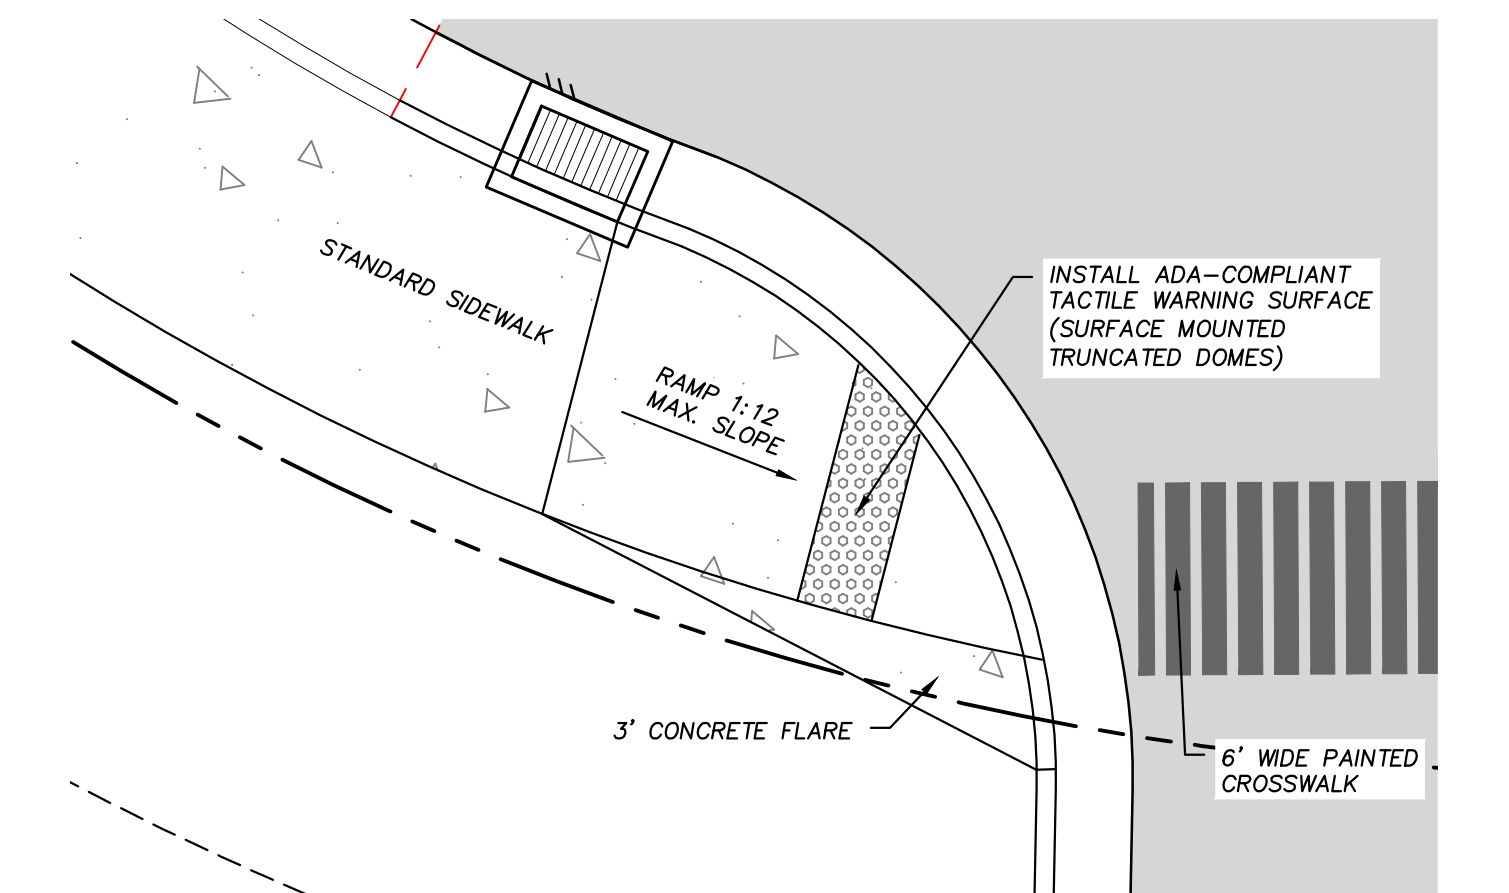 STANDARD SIDEWALK
RAMP 1:12
MAX. SLOPE
INSTALL ADA-COMPLIANT
TACTILE WARNING SURFACE
(SURFACE MOUNTED
TRUNCATED DOMES)
3' CONCRETE FLARE
6' WIDE PAINTED
CROSSWALK